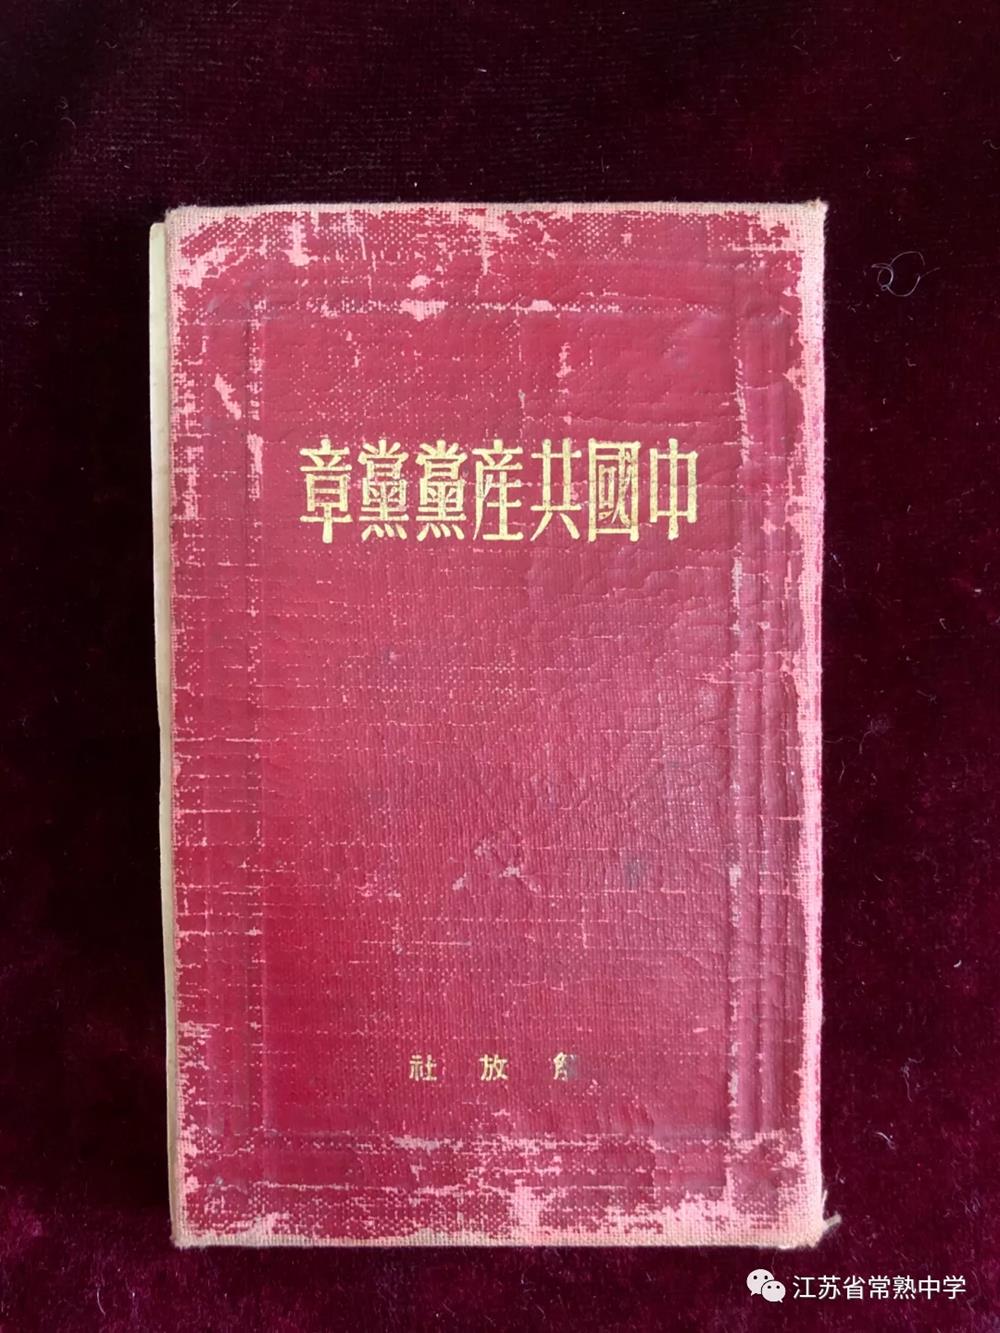 中國共產黨黨章
解放社
江苏省常熟中学